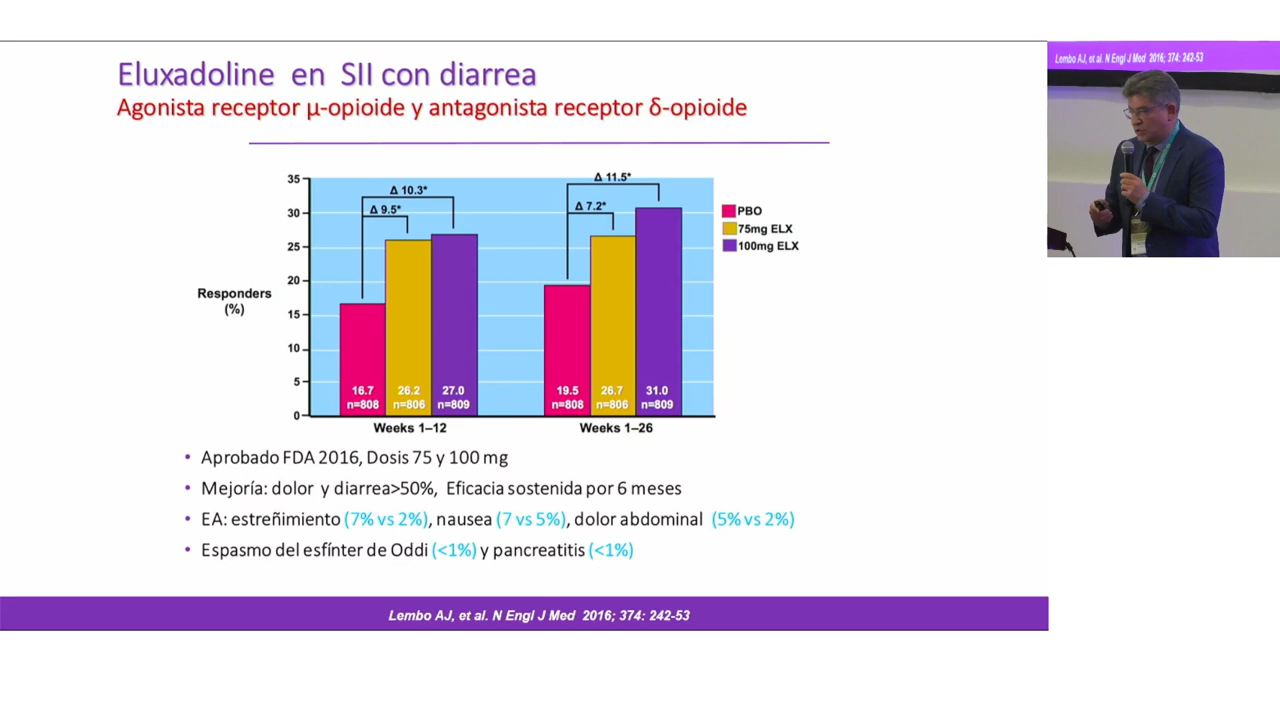 Eluxadoline en SII con diarrea
Agonista receptor μ-opioide y antagonista receptor δ-opioide
Lembo AJ, et al. N Engl J Med 2016; 374: 242-53
35
30
25
20
15
10
5
0
Responders
(%)
Δ 10.3*
Δ 9.5*
Δ 11.5*
Δ 7.2*
PBO
75mg ELX
100mg ELX
16.7
n=808
26.2
n=806
27.0
n=809
19.5
n=808
26.7
n=806
31.0
n=809
Weeks 1–12
Weeks 1–26
• Aprobado FDA 2016, Dosis 75 y 100 mg
• Mejoría: dolor y diarrea>50%, Eficacia sostenida por 6 meses
• EA: estreñimiento (7% vs 2%), nausea (7 vs 5%), dolor abdominal (5% vs 2%)
• Espasmo del esfínter de Oddi (<1%) y pancreatitis (<1%)
Lembo AJ, et al. N Engl J Med 2016; 374: 242-53